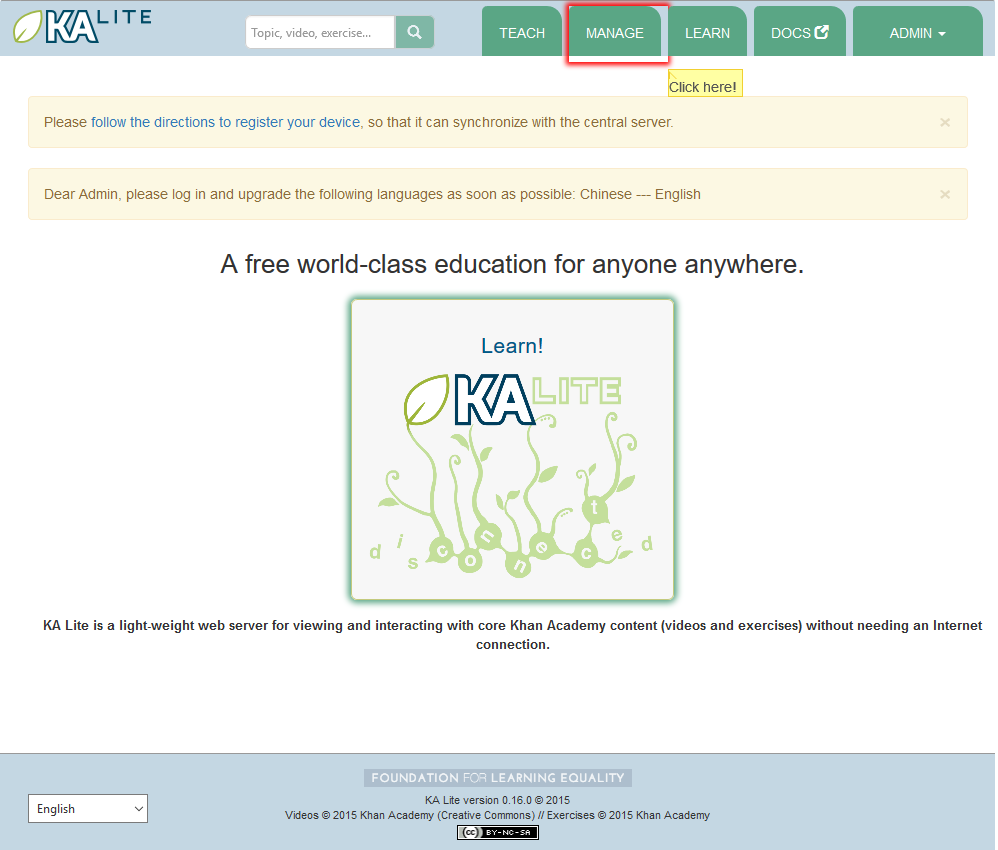 KA LITE
Topic, video, exercise...
TEACH
MANAGE
LEARN
DOCS
ADMIN
Click here!
Please follow the directions to register your device, so that it can synchronize with the central server.
×
Dear Admin, please log in and upgrade the following languages as soon as possible: Chinese --- English
×
A free world-class education for anyone anywhere.
Learn!
KA LITE
disconnected
KA Lite is a light-weight web server for viewing and interacting with core Khan Academy content (videos and exercises) without needing an Internet
connection.
FOUNDATION FOR LEARNING EQUALITY
English
KA Lite version 0.16.0 © 2015
Videos © 2015 Khan Academy (Creative Commons) // Exercises © 2015 Khan Academy
cc BY-NC-SA